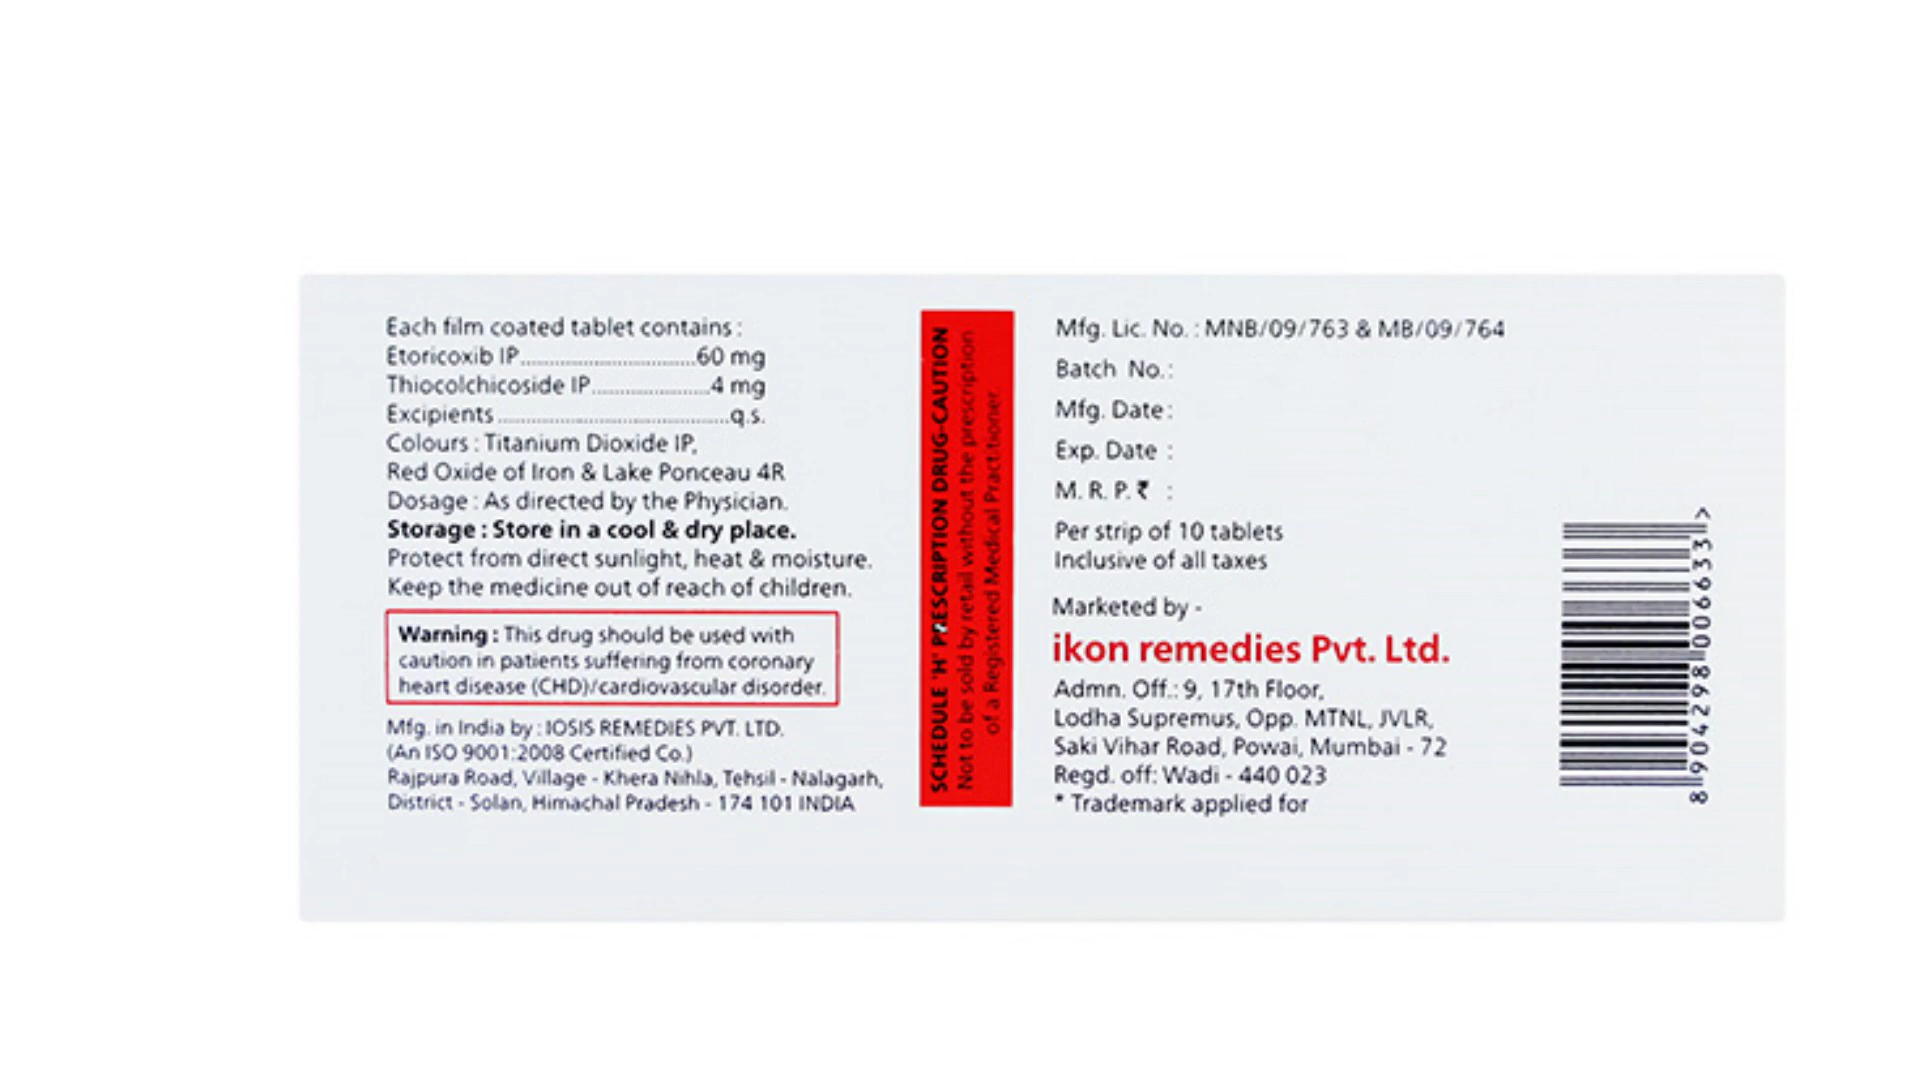 Each film coated tablet contains :
Etoricoxib IP................................60 mg
Thiocolchicoside IP.....................4 mg
Excipients..........................................q.s.
Colours : Titanium Dioxide IP,
Red Oxide of Iron & Lake Ponceau 4R
Dosage : As directed by the Physician.
Storage : Store in a cool & dry place.
Protect from direct sunlight, heat & moisture.
Keep the medicine out of reach of children.
Warning : This drug should be used with
caution in patients suffering from coronary
heart disease (CHD)/cardiovascular disorder.
Mfg. in India by : IOSIS REMEDIES PVT. LTD.
(An ISO 9001:2008 Certified Co.)
Rajpura Road, Village - Khera Nihla, Tehsil - Nalagarh,
District - Solan, Himachal Pradesh - 174 101 INDIA
SCHEDULE 'H' PRESCRIPTION DRUG-CAUTION
Not to be sold by retail without the prescription
of a Registered Medical Practitioner.
Mfg. Lic. No. : MNB/09/763 & MB/09/764
Batch No. :
Mfg. Date :
Exp. Date :
M. R. P. ₹ :
Per strip of 10 tablets
Inclusive of all taxes
Marketed by -
ikon remedies Pvt. Ltd.
Admn. Off.: 9, 17th Floor,
Lodha Supremus, Opp. MTNL, JVLR,
Saki Vihar Road, Powai, Mumbai - 72
Regd. off: Wadi - 440 023
* Trademark applied for
8 904298 006633 >